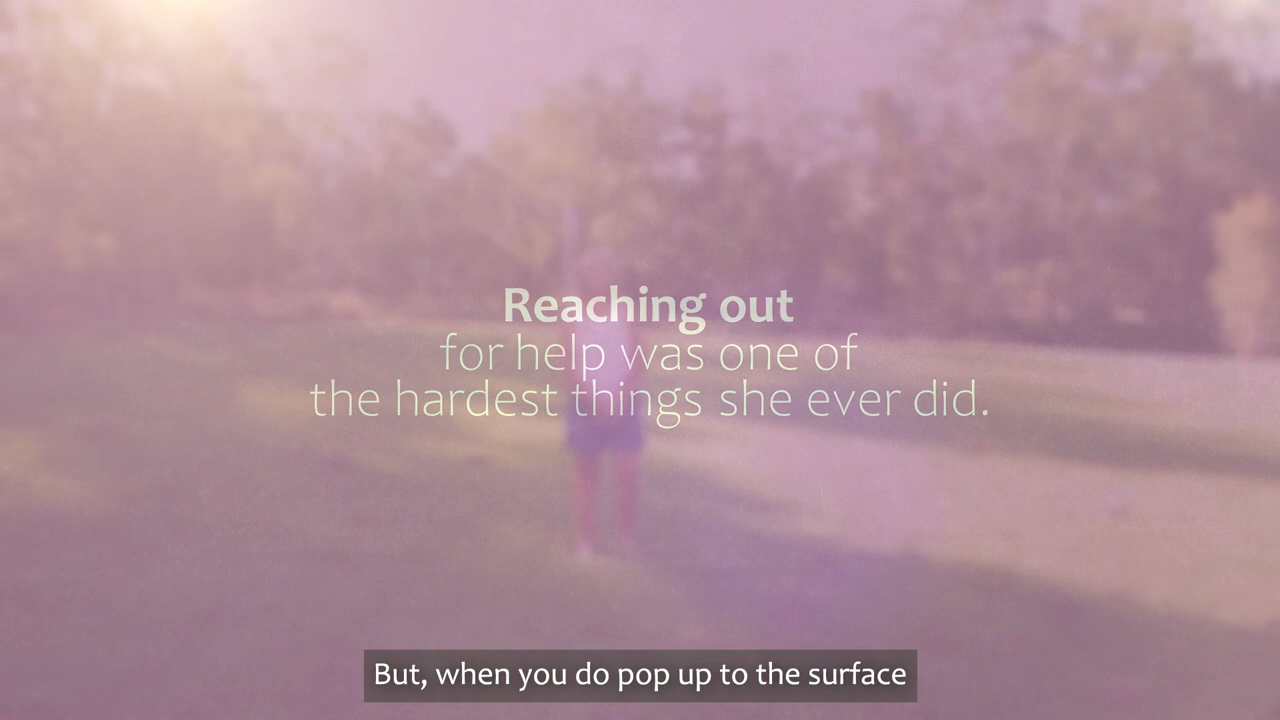 Reaching out
for help was one of
the hardest things she ever did.
But, when you do pop up to the surface